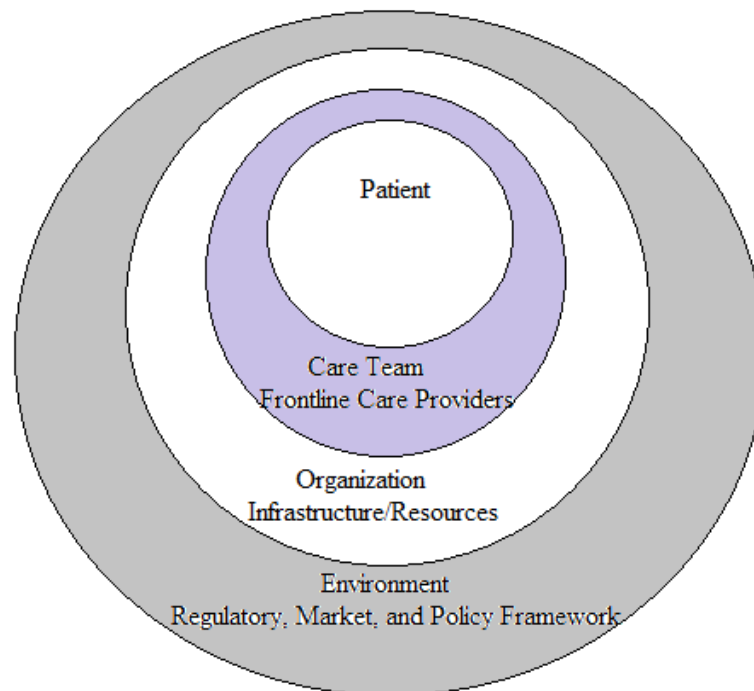 Patient
Care Team
Frontline Care Providers
Organization
Infrastructure/Resources
Environment
Regulatory, Market, and Policy Framework